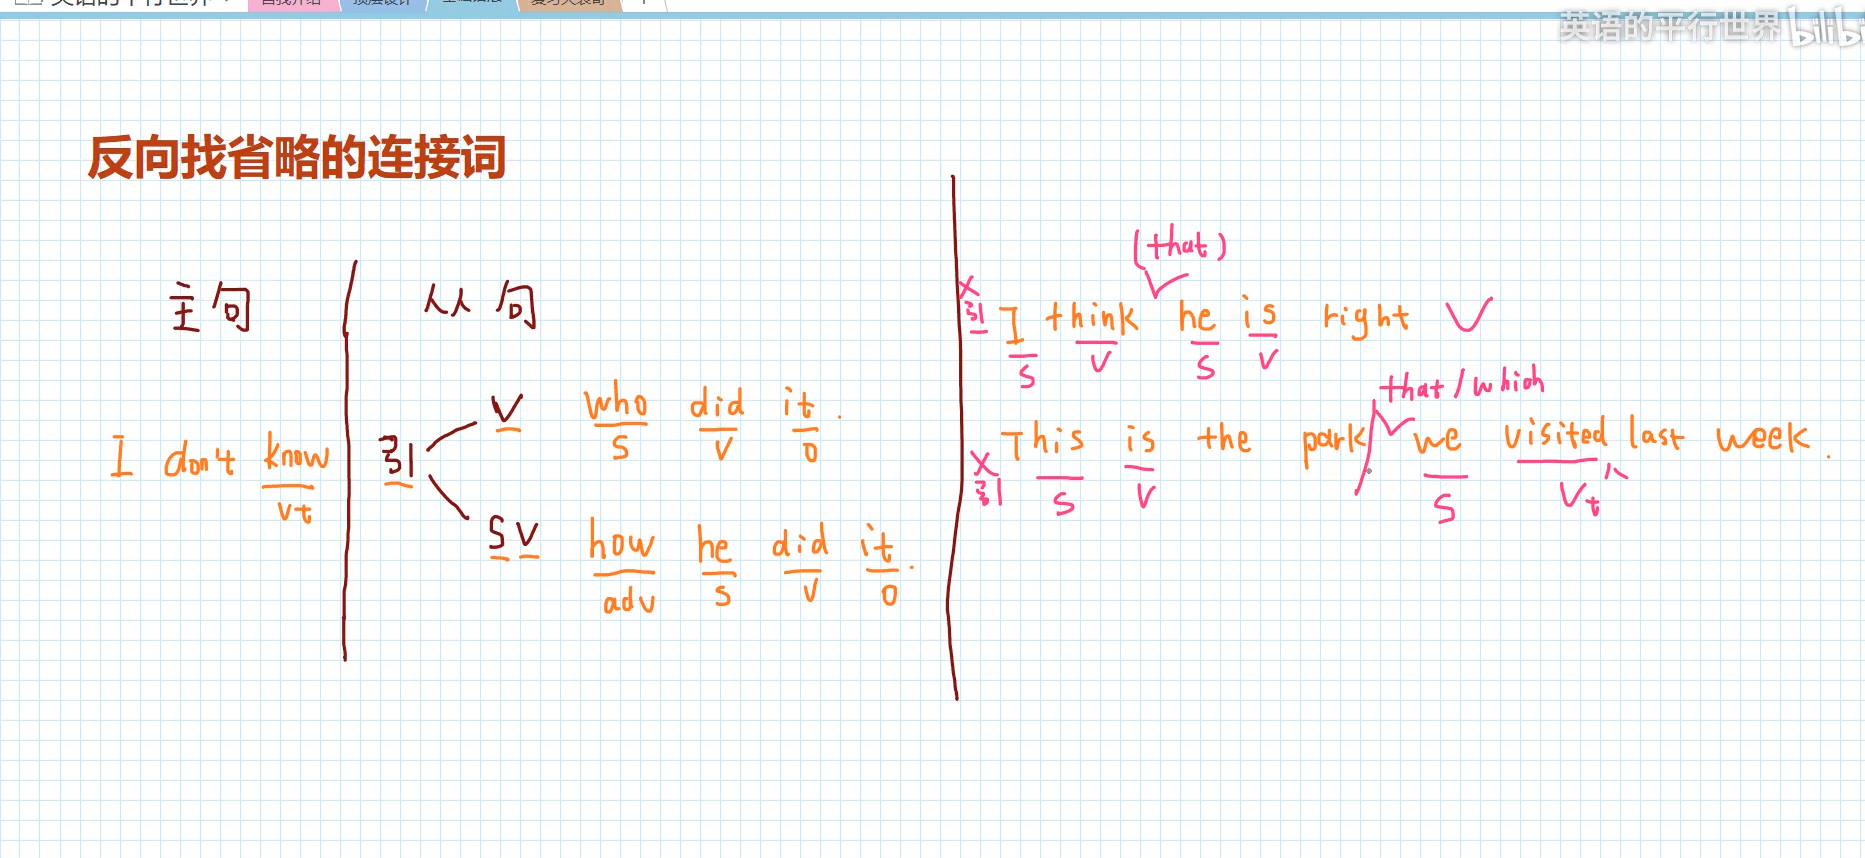 英语的平行世界
反向找省略的连接词
主句 从句
I don't know
vt
引
V who did it.
S V O
SV how he did it.
adv S V O
(that)
X
引 I think he is right
S V S V
that/which
This is the park we visited last week.
X
引 S V S Vt